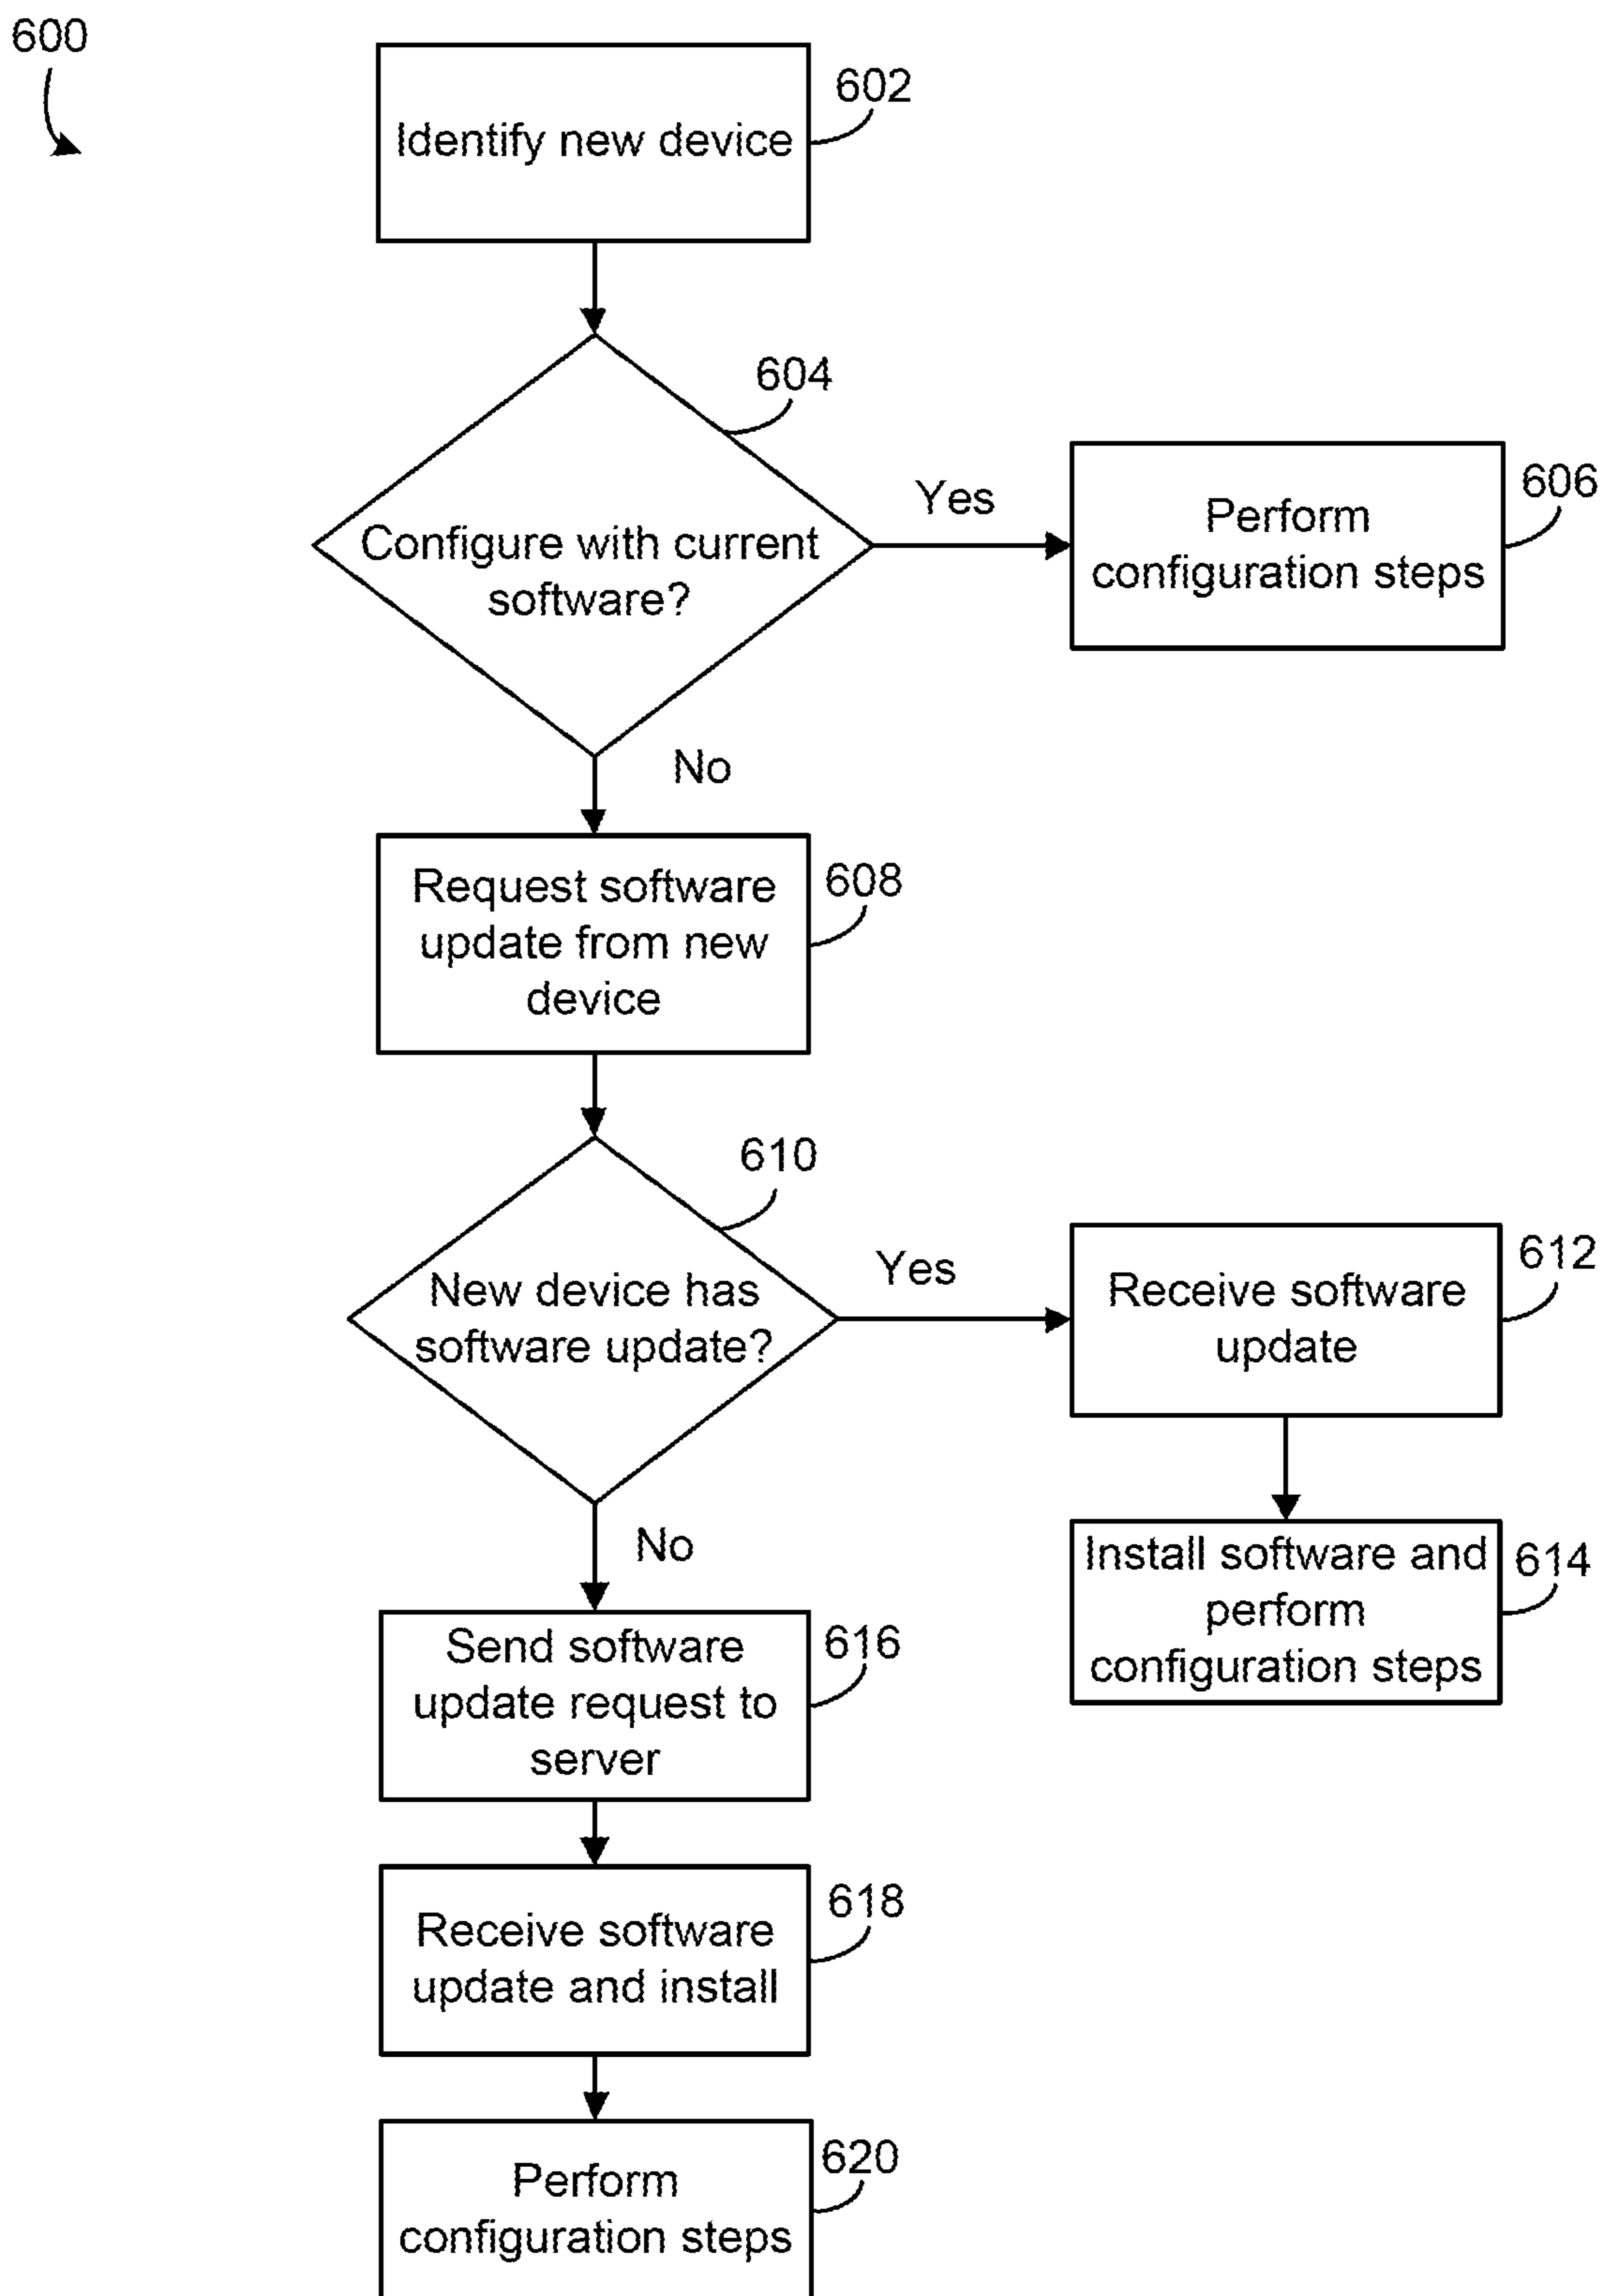 600
602
Identify new device
604
Configure with current
software?
Yes
606
Perform
configuration steps
No
608
Request software
update from new
device
610
New device has
software update?
Yes
612
Receive software
update
614
Install software and
perform
configuration steps
No
616
Send software
update request to
server
618
Receive software
update and install
620
Perform
configuration steps